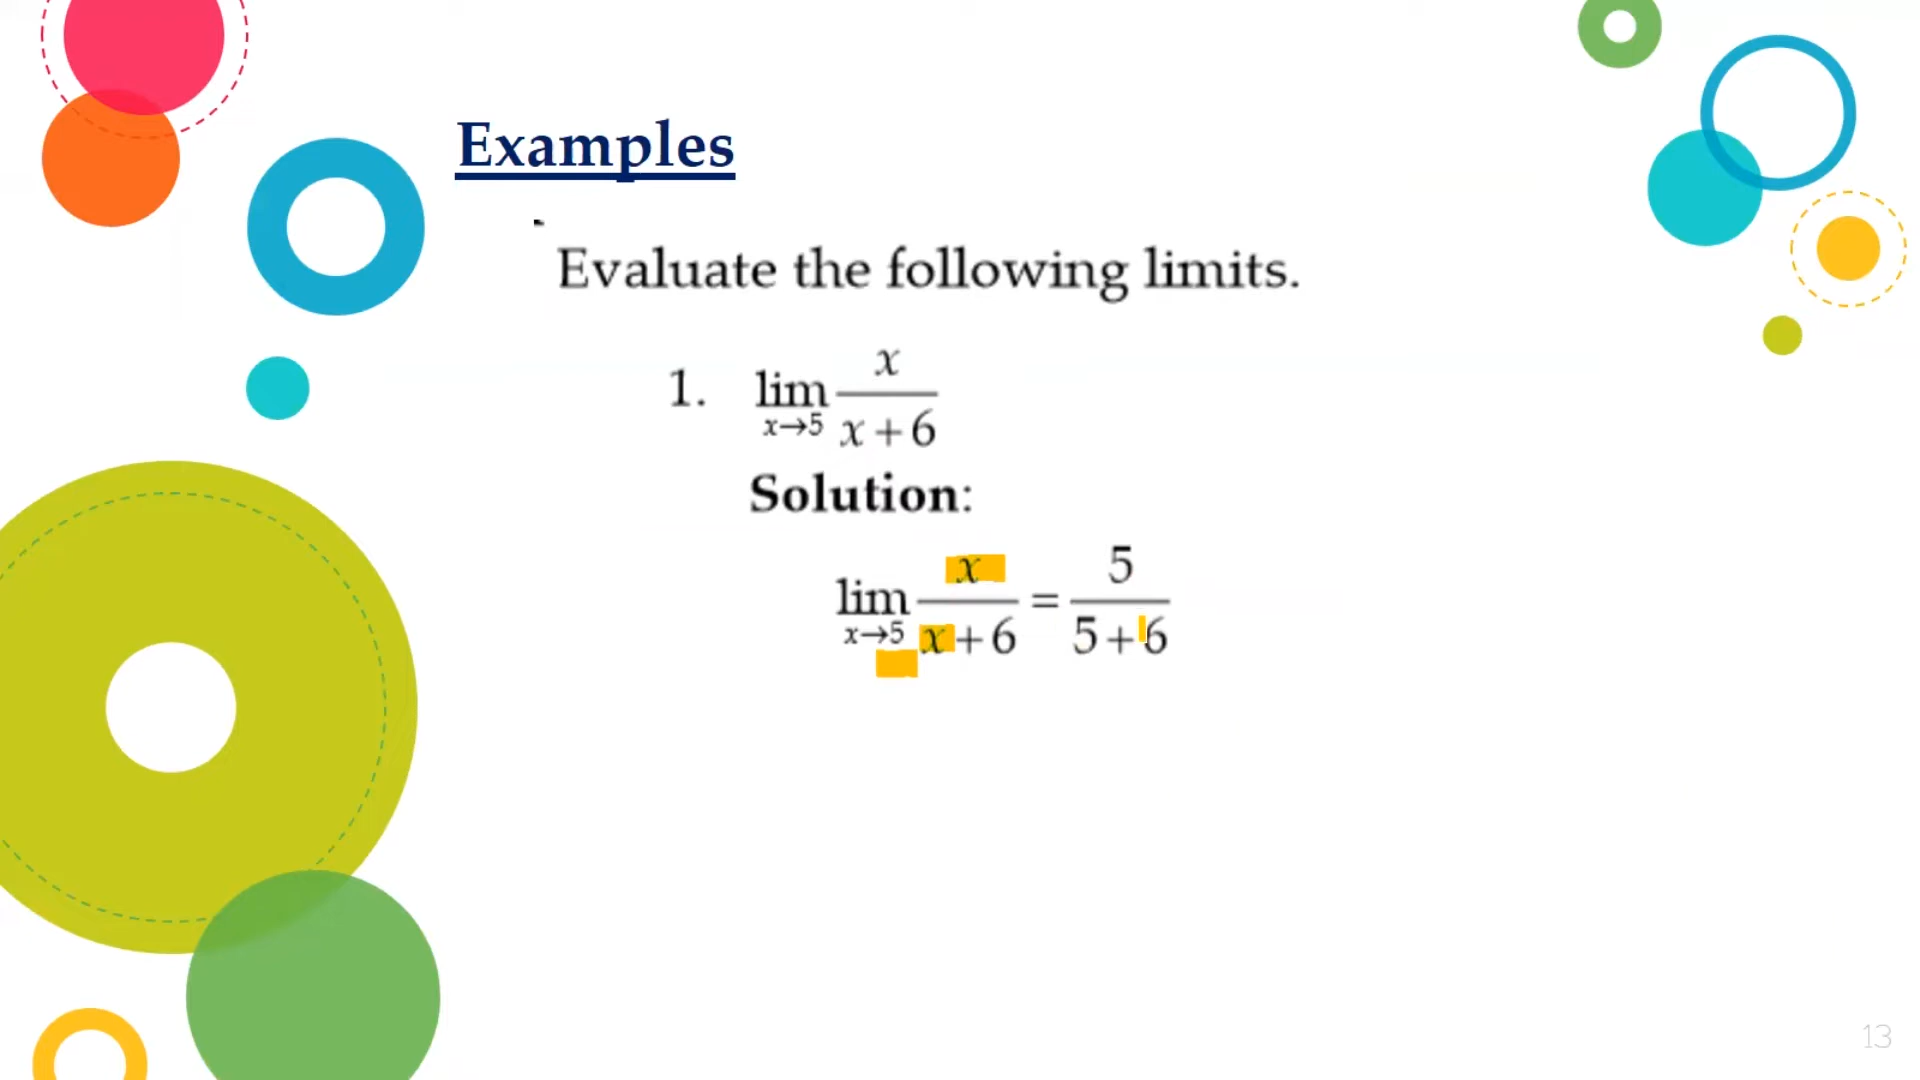 Examples
Evaluate the following limits.
1. lim x→5 x/(x+6)
Solution:
lim x→5 x/(x+6) = 5/(5+6)
13